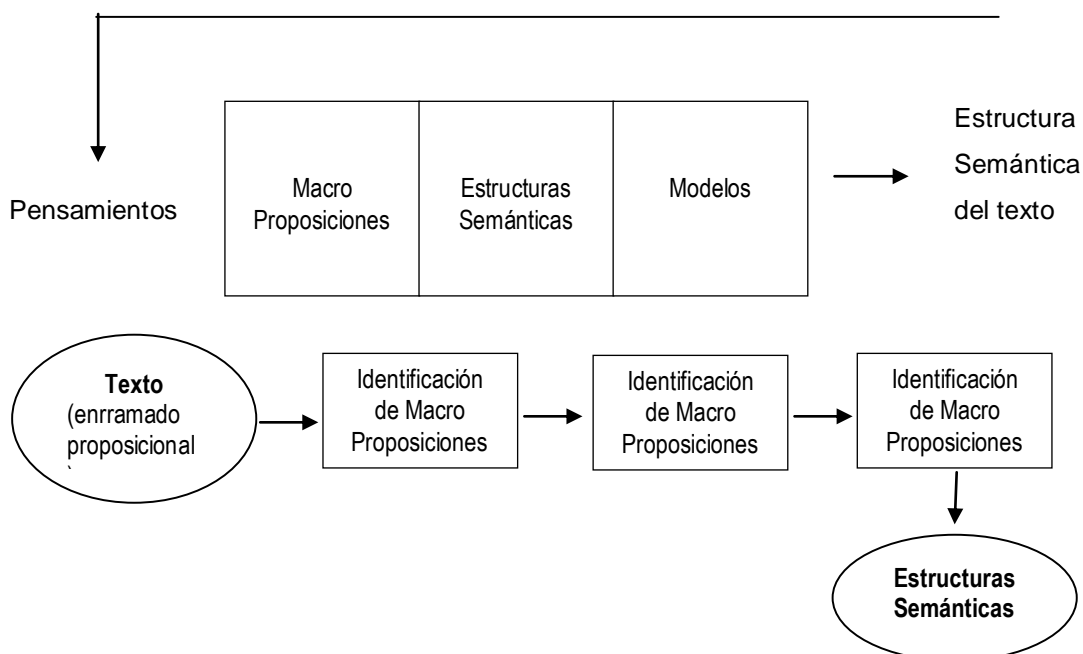 Pensamientos
Macro
Proposiciones
Estructuras
Semánticas
Modelos
Estructura
Semántica
del texto
Texto
(enrramado
proposicional
)
Identificación
de Macro
Proposiciones
Identificación
de Macro
Proposiciones
Identificación
de Macro
Proposiciones
Estructuras
Semánticas